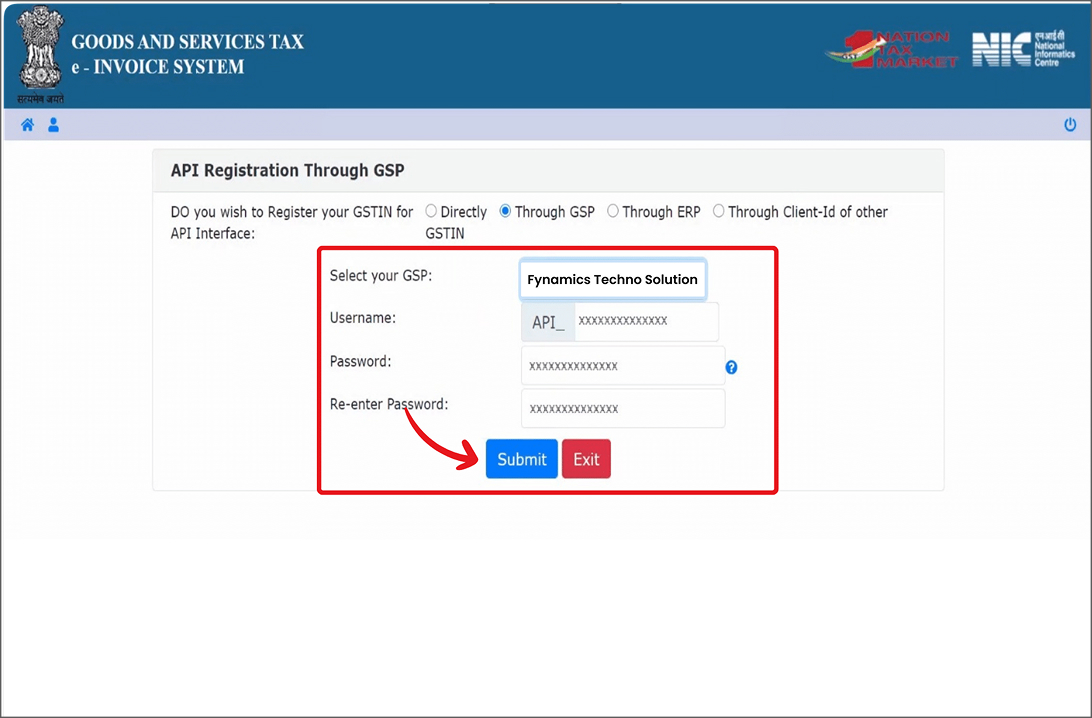 GOODS AND SERVICES TAX
e - INVOICE SYSTEM
सत्यमेव जयते
GST
1 NATION
TAX
MARKET
NIC
एन आई सी
National
Informatics
Centre
API Registration Through GSP
DO you wish to Register your GSTIN for
API Interface:
Directly Through GSP Through ERP Through Client-Id of other
GSTIN
Select your GSP:
Fynamics Techno Solution
Username:
API_ XXXXXXXXXXXXXX
Password:
XXXXXXXXXXXXXX ?
Re-enter Password:
XXXXXXXXXXXXXX
Submit Exit